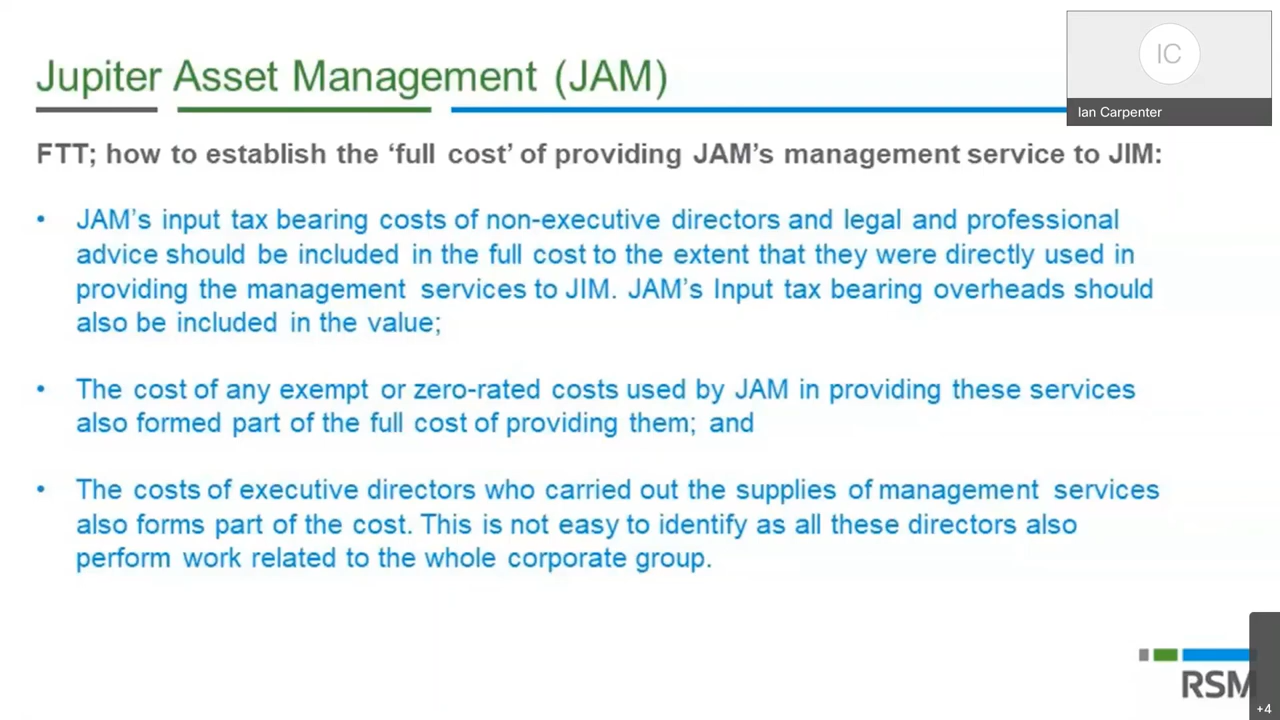 Jupiter Asset Management (JAM)
IC
Ian Carpenter
FTT; how to establish the ‘full cost’ of providing JAM’s management service to JIM:
• JAM’s input tax bearing costs of non-executive directors and legal and professional
advice should be included in the full cost to the extent that they were directly used in
providing the management services to JIM. JAM’s Input tax bearing overheads should
also be included in the value;
• The cost of any exempt or zero-rated costs used by JAM in providing these services
also formed part of the full cost of providing them; and
• The costs of executive directors who carried out the supplies of management services
also forms part of the cost. This is not easy to identify as all these directors also
perform work related to the whole corporate group.
RSM
+4